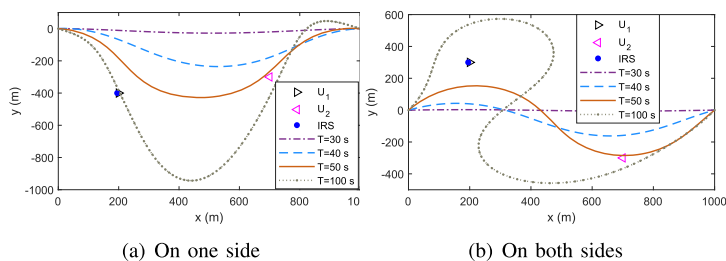 100
0
-200
-400
-600
-800
-1000
y (m)
0
200
400
600
800
10
x (m)
U1
U2
IRS
T=30 s
T=40 s
T=50 s
T=100 s
(a) On one side
600
400
200
0
-200
-400
y (m)
0
200
400
600
800
1000
x (m)
U1
U2
IRS
T=30 s
T=40 s
T=50 s
T=100 s
(b) On both sides